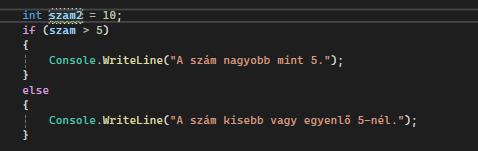 int szam2 = 10;
if (szam > 5)
{
Console.WriteLine("A szám nagyobb mint 5.");
}
else
{
Console.WriteLine("A szám kisebb vagy egyenlő 5-nél.");
}